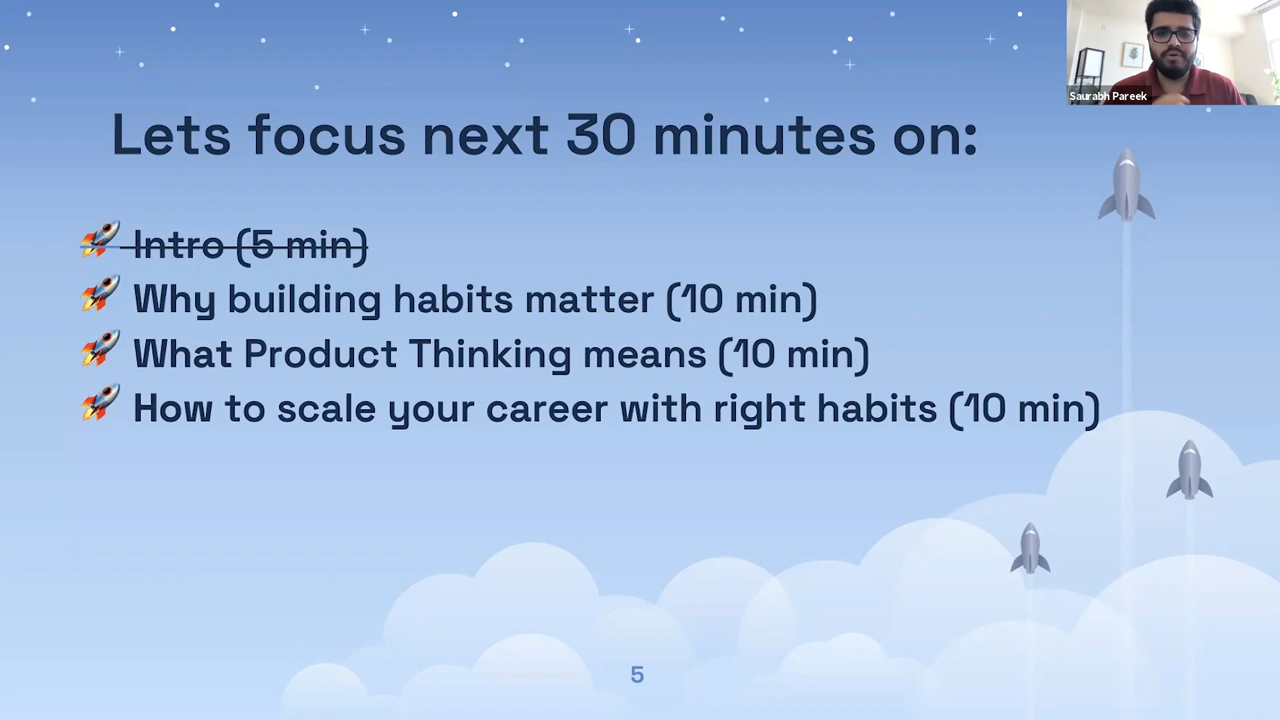 Saurabh Pareek
Lets focus next 30 minutes on:
🚀 Intro (5 min)
🚀 Why building habits matter (10 min)
🚀 What Product Thinking means (10 min)
🚀 How to scale your career with right habits (10 min)
5